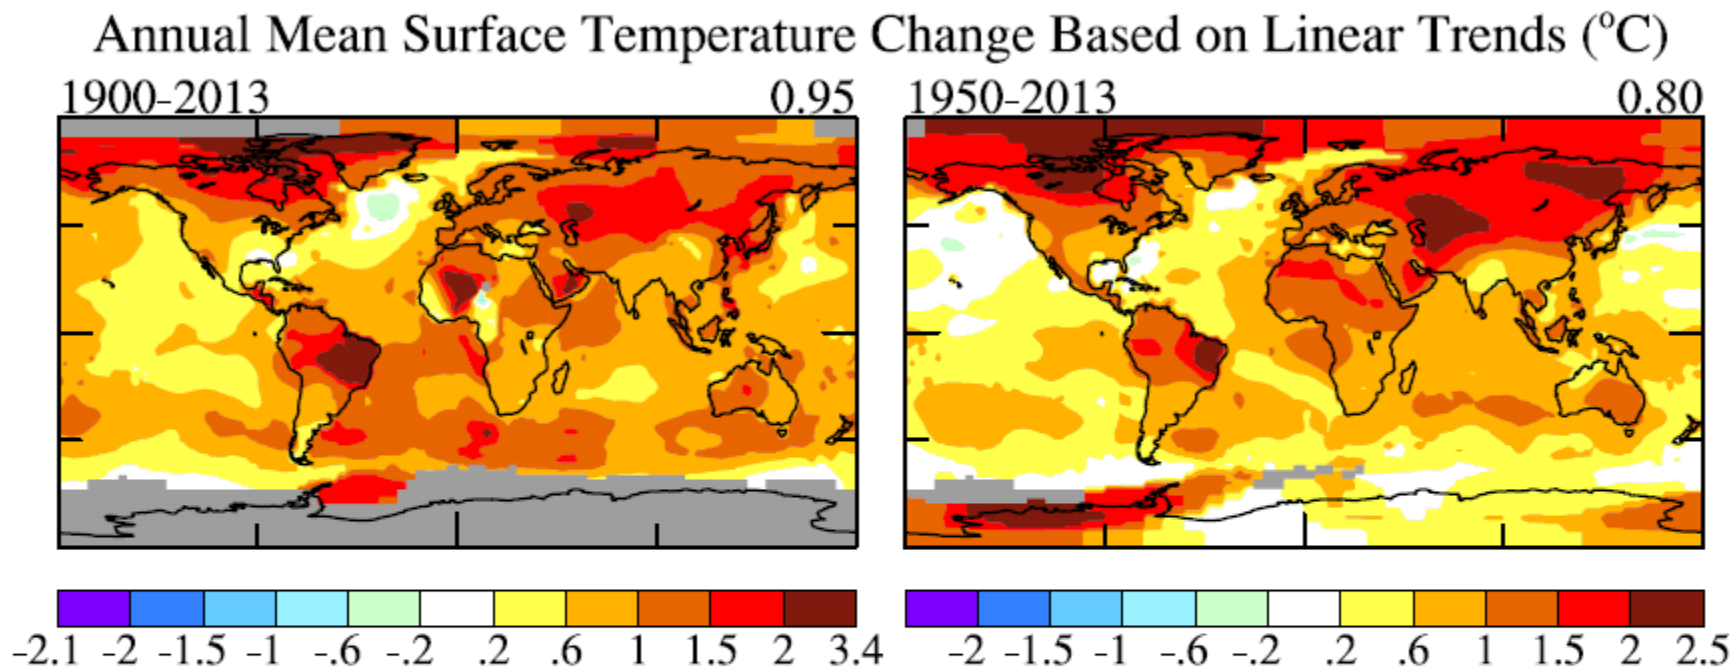 Annual Mean Surface Temperature Change Based on Linear Trends (°C)
1900-2013 0.95
1950-2013 0.80
-2.1 -2 -1.5 -1 -.6 -.2 .2 .6 1 1.5 2 3.4
-2 -1.5 -1 -.6 -.2 .2 .6 1 1.5 2 2.5